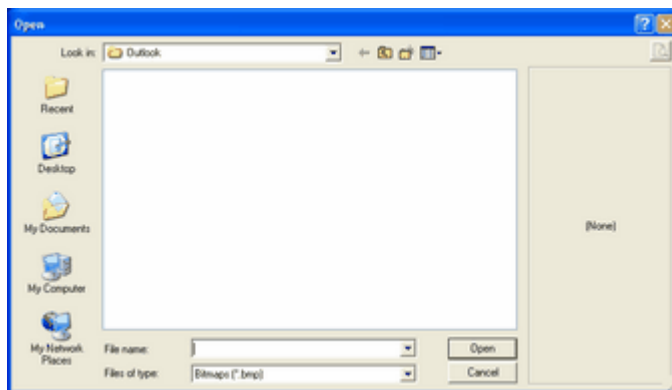 Open
Look in: Outlook
Recent
Desktop
My Documents
My Computer
My Network
Places
(None)
File name:
Open
Files of type: Bitmaps (*.bmp)
Cancel